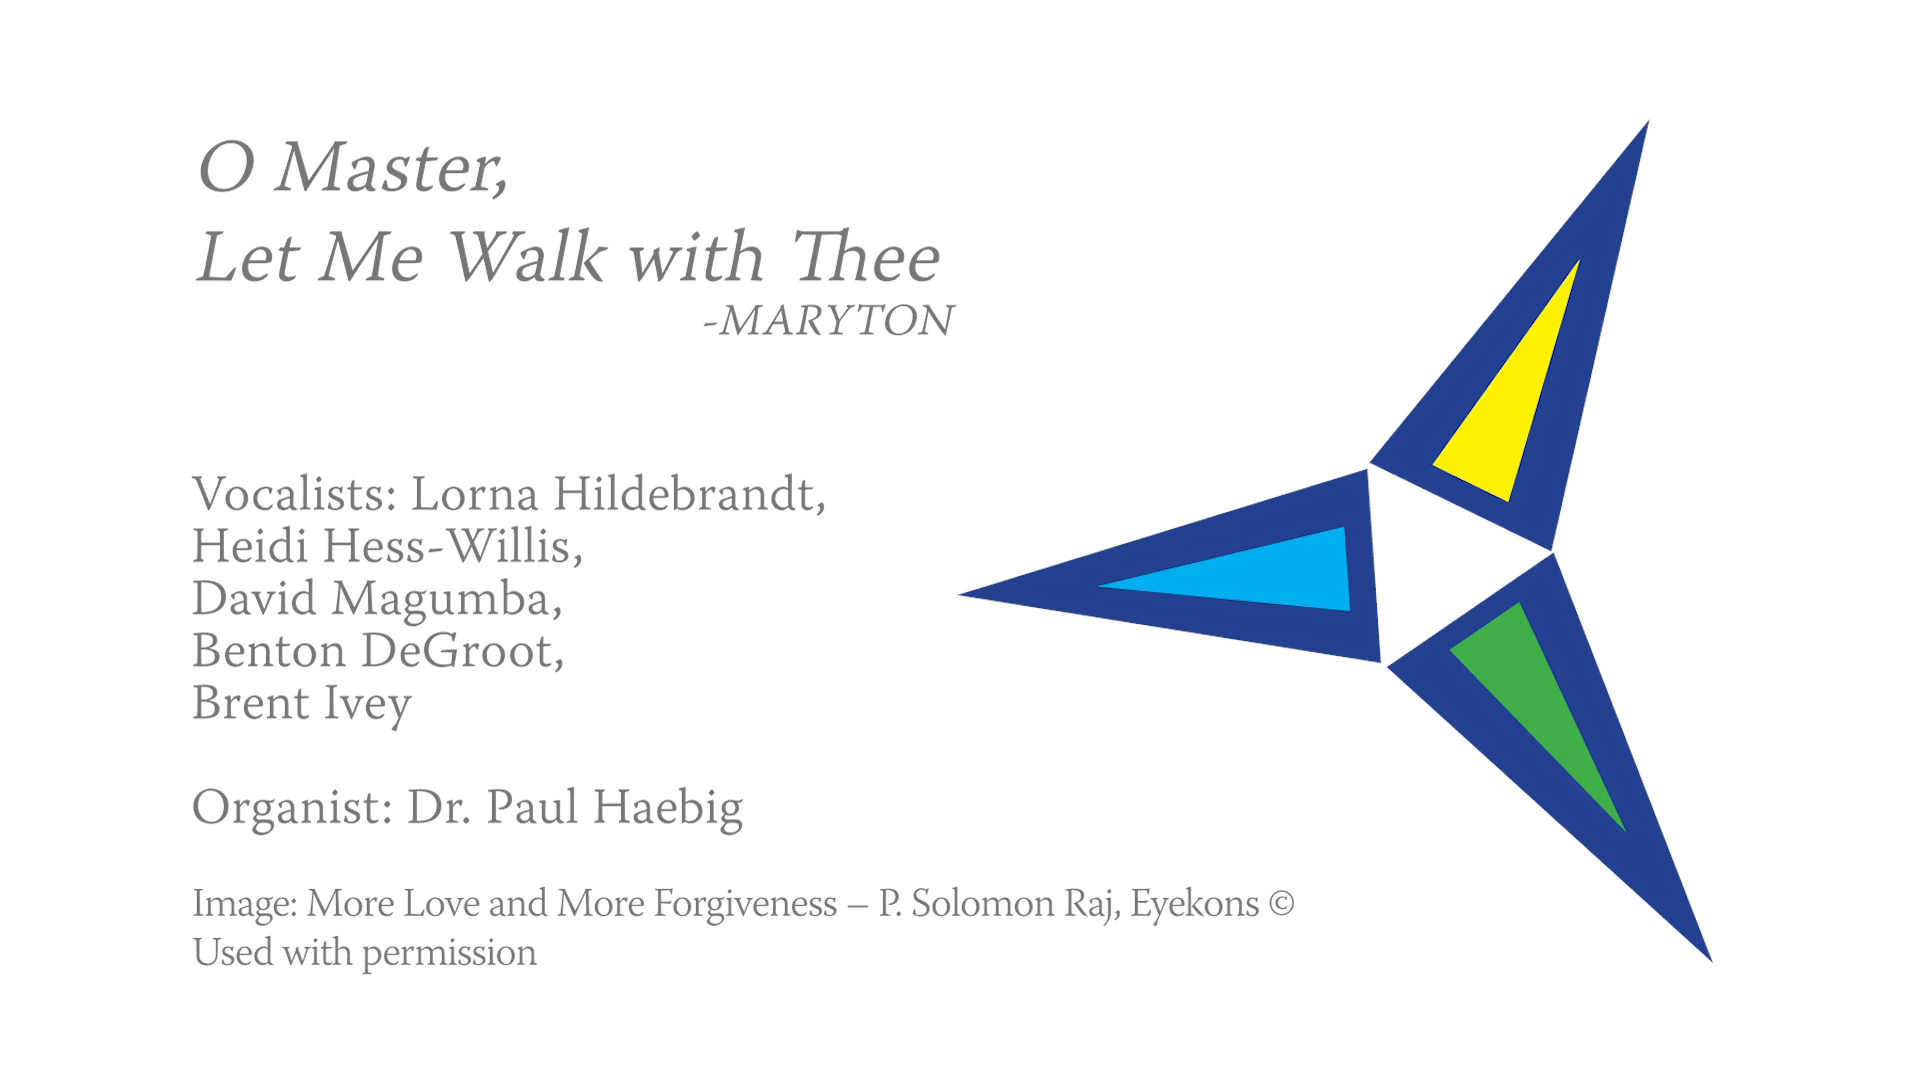 O Master,
Let Me Walk with Thee
-MARYTON
Vocalists: Lorna Hildebrandt,
Heidi Hess-Willis,
David Magumba,
Benton DeGroot,
Brent Ivey
Organist: Dr. Paul Haebig
Image: More Love and More Forgiveness – P. Solomon Raj, Eyekons ©
Used with permission